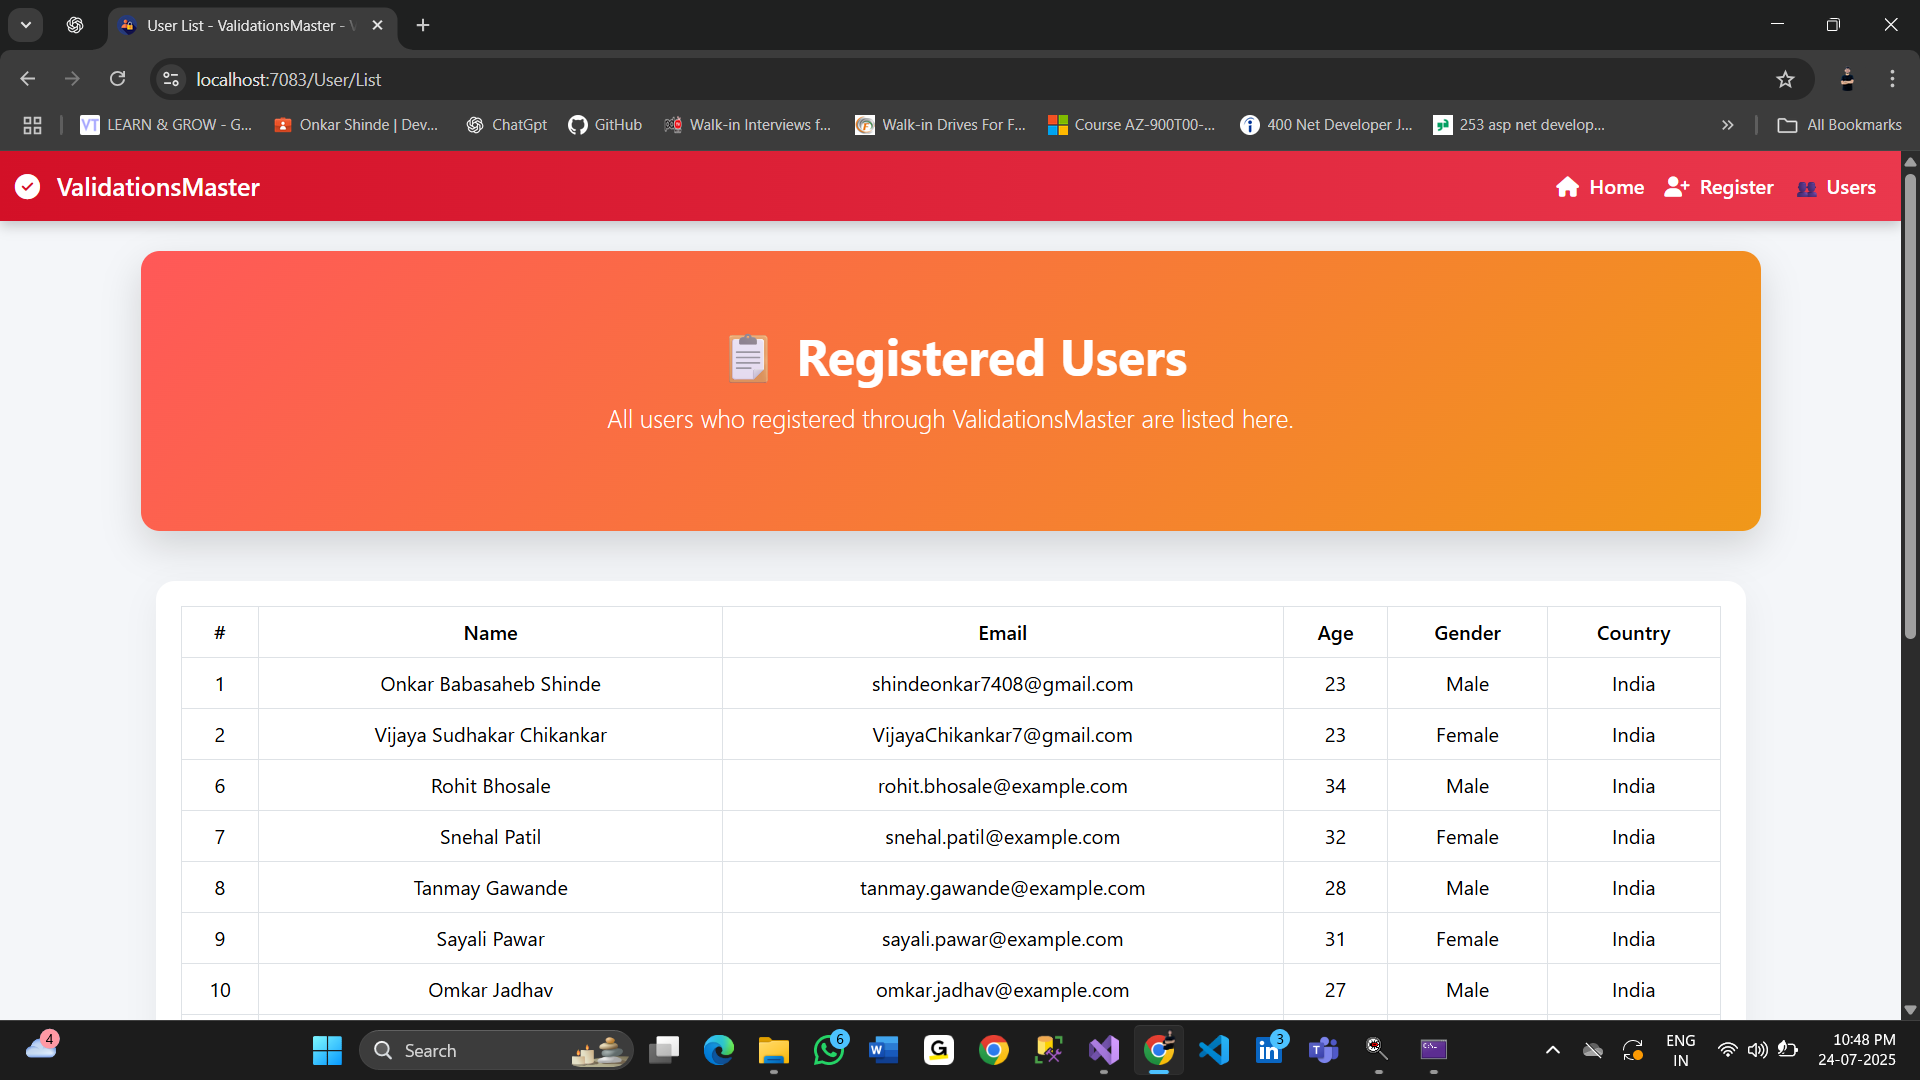 User List - ValidationsMaster -
localhost:7083/User/List
VT LEARN & GROW - G...
Onkar Shinde | Dev...
ChatGpt
GitHub
Walk-in Interviews f...
Walk-in Drives For F...
Course AZ-900T00-...
400 Net Developer J...
253 asp net develop...
All Bookmarks
ValidationsMaster
Home
Register
Users
Registered Users
All users who registered through ValidationsMaster are listed here.
# Name Email Age Gender Country
1 Onkar Babasaheb Shinde shindeonkar7408@gmail.com 23 Male India
2 Vijaya Sudhakar Chikankar VijayaChikankar7@gmail.com 23 Female India
6 Rohit Bhosale rohit.bhosale@example.com 34 Male India
7 Snehal Patil snehal.patil@example.com 32 Female India
8 Tanmay Gawande tanmay.gawande@example.com 28 Male India
9 Sayali Pawar sayali.pawar@example.com 31 Female India
10 Omkar Jadhav omkar.jadhav@example.com 27 Male India
4
Search
6
W
G
in
3
ENG
IN
10:48 PM
24-07-2025